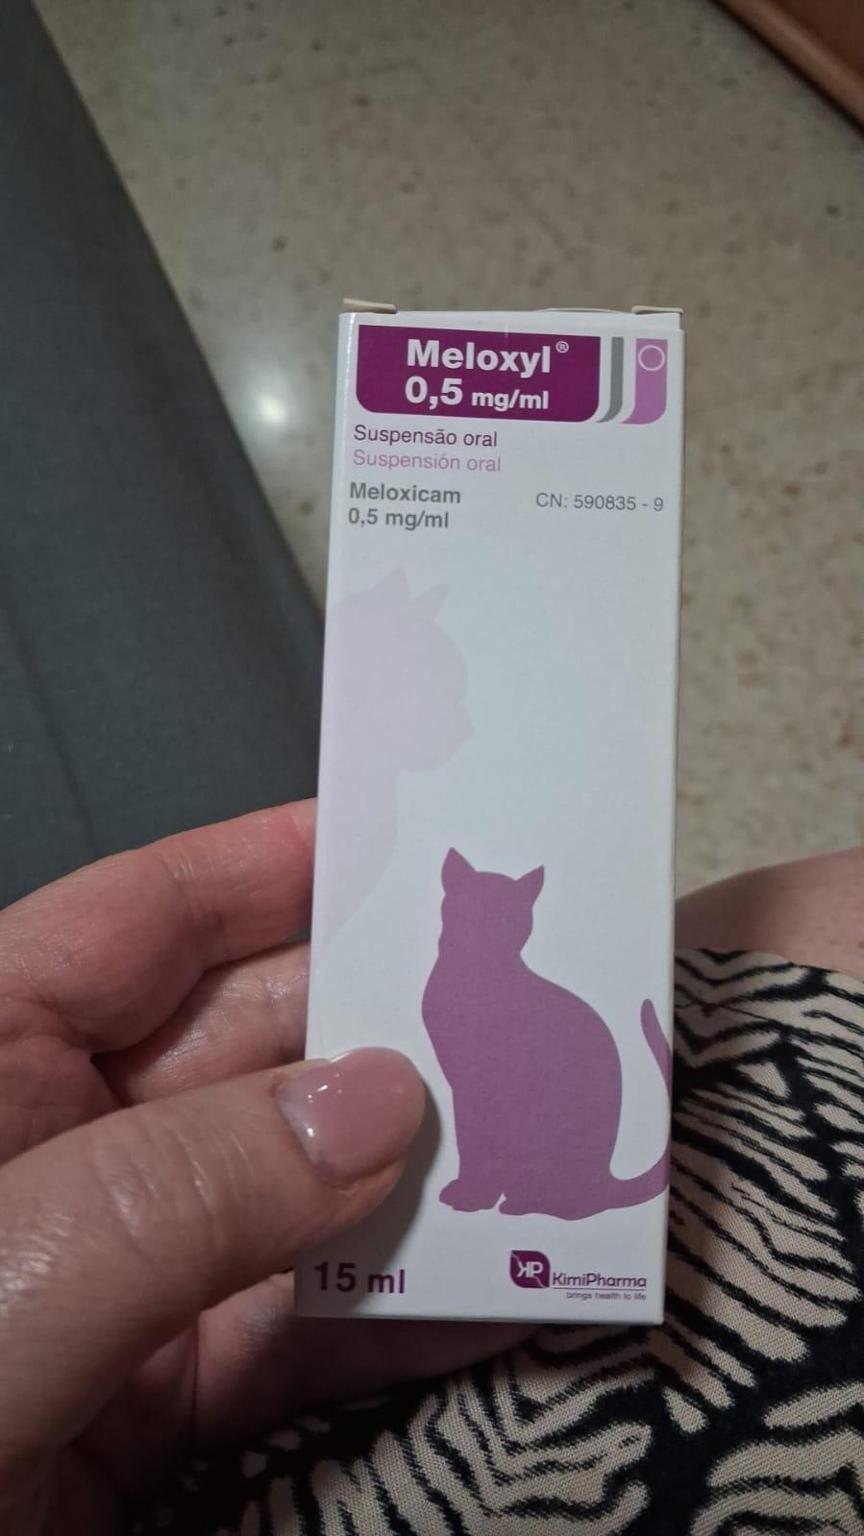 Meloxyl®
0,5 mg/ml
Suspensão oral
Suspensión oral
Meloxicam
0,5 mg/ml
CN: 590835 - 9
15 ml
KP
KimiPharma
brings health to life